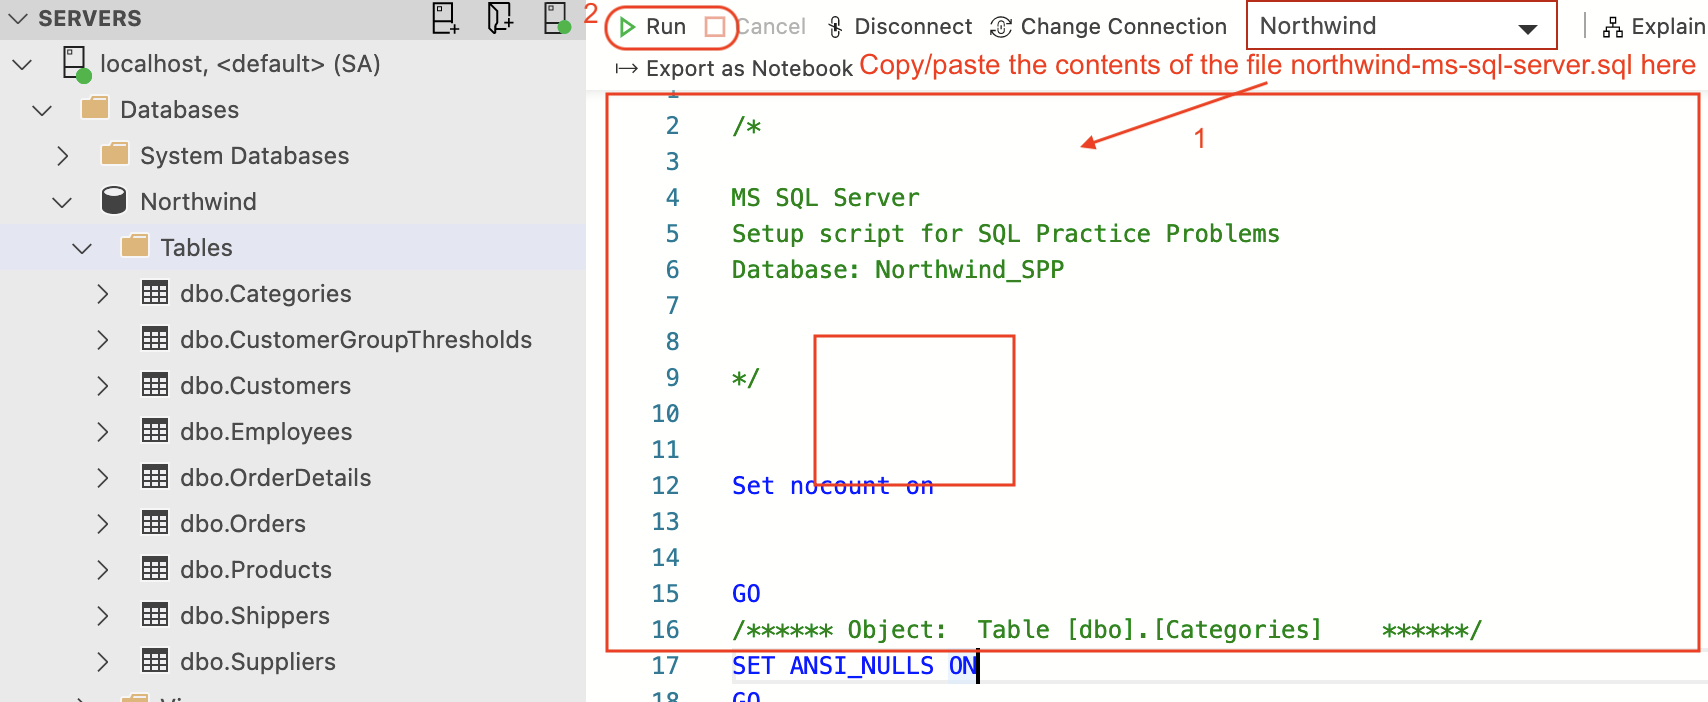 SERVERS
localhost, <default> (SA)
Databases
System Databases
Northwind
Tables
dbo.Categories
dbo.CustomerGroupThresholds
dbo.Customers
dbo.Employees
dbo.OrderDetails
dbo.Orders
dbo.Products
dbo.Shippers
dbo.Suppliers
2 Run Cancel Disconnect Change Connection Northwind Explain
Export as Notebook Copy/paste the contents of the file northwind-ms-sql-server.sql here
1
1
2 /*
3
4 MS SQL Server
5 Setup script for SQL Practice Problems
6 Database: Northwind_SPP
7
8
9 */
10
11
12 Set nocount on
13
14
15 GO
16 /****** Object:  Table [dbo].[Categories]    ******/
17 SET ANSI_NULLS ON
18 GO